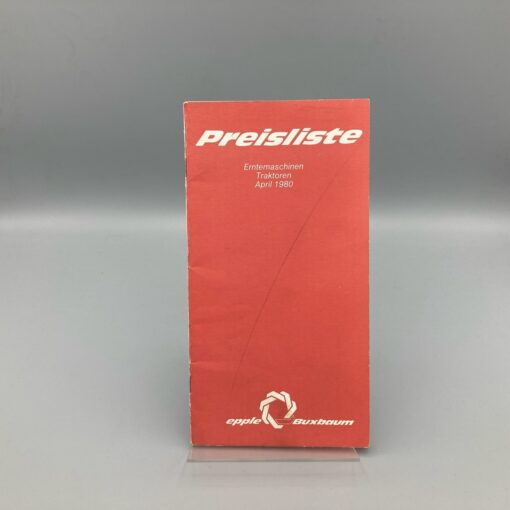 Preisliste
Erntemaschinen
Traktoren
April 1980
epple Buxbaum